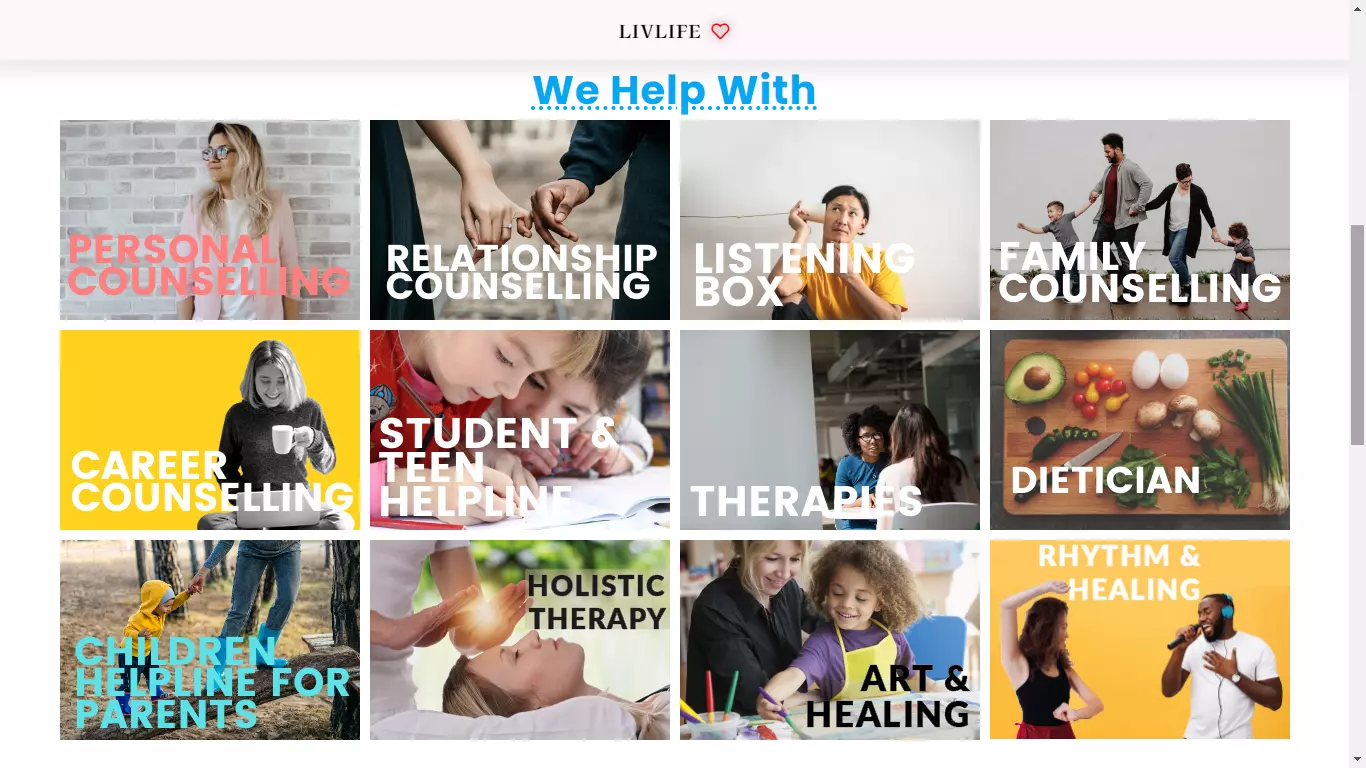 LIVLIFE
We Help With
PERSONAL
COUNSELLING
RELATIONSHIP
COUNSELLING
LISTENING
BOX
FAMILY
COUNSELLING
CAREER
COUNSELLING
STUDENT &
TEEN
HELPLINE
THERAPIES
DIETICIAN
CHILDREN
HELPLINE FOR
PARENTS
HOLISTIC
THERAPY
ART &
HEALING
RHYTHM &
HEALING